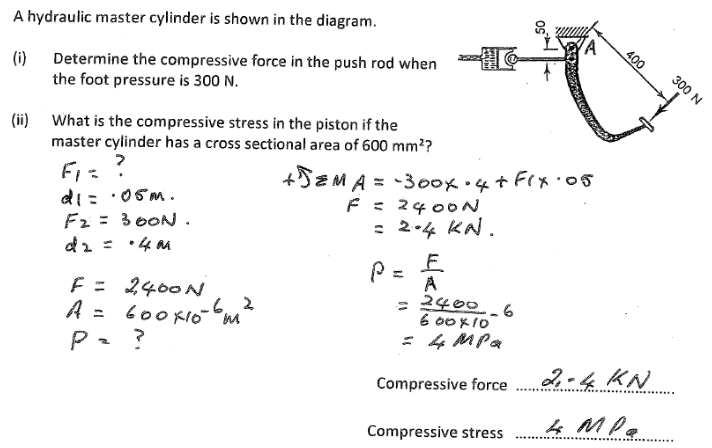 A hydraulic master cylinder is shown in the diagram.
(i) Determine the compressive force in the push rod when
the foot pressure is 300 N.
(ii) What is the compressive stress in the piston if the
master cylinder has a cross sectional area of 600 mm²?
50
A
400
300 N
F1 = ?
d1 = .05m.
F2 = 300N.
d2 = .4m
F = 2400N
A = 600x10⁻⁶m²
P = ?
+ΣMA = -300x.4 + F1x.05
F = 2400N
= 2.4 KN.
P = F/A
= 2400/600x10⁻⁶
= 4 MPa
Compressive force ...... 2.4 KN
Compressive stress ...... 4 MPa